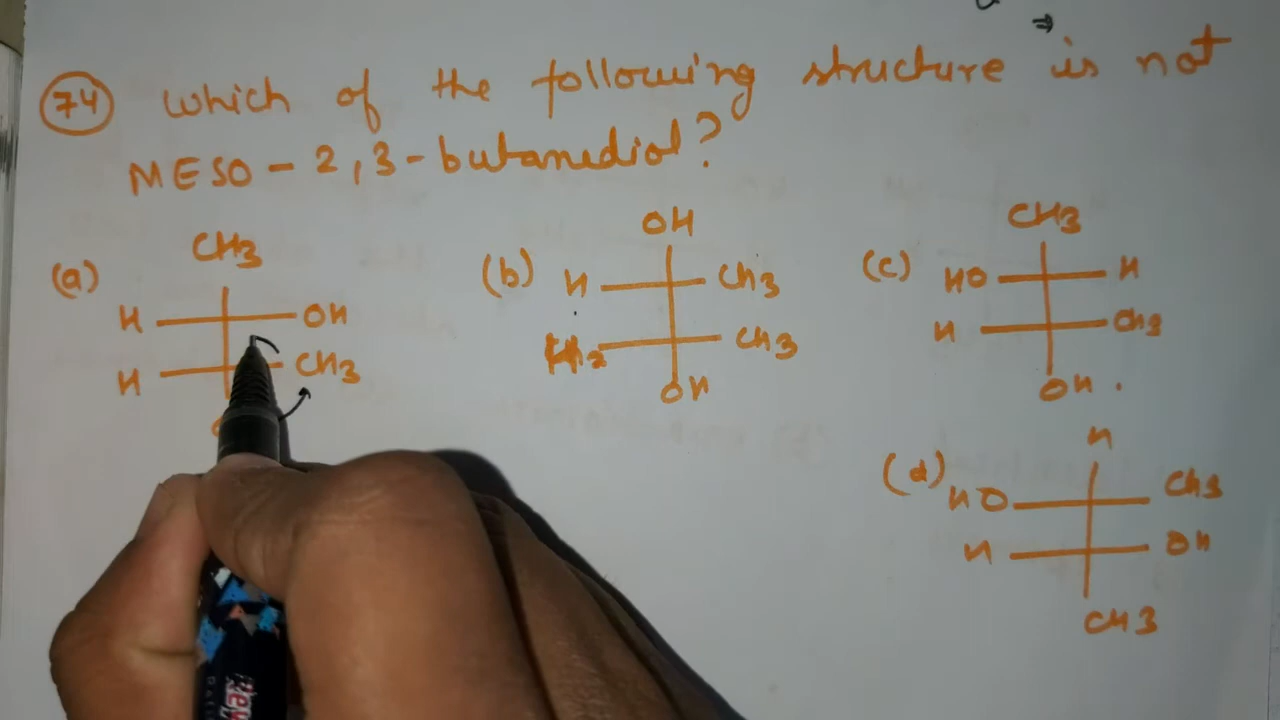 74 Which of the following structure is not
MESO - 2,3 - butanediol?
(a)
CH3
H OH
H CH3
(b)
OH
H CH3
CH3
OH
(c)
CH3
HO H
H CH3
OH .
(d)
H
HO CH3
H OH
CH3